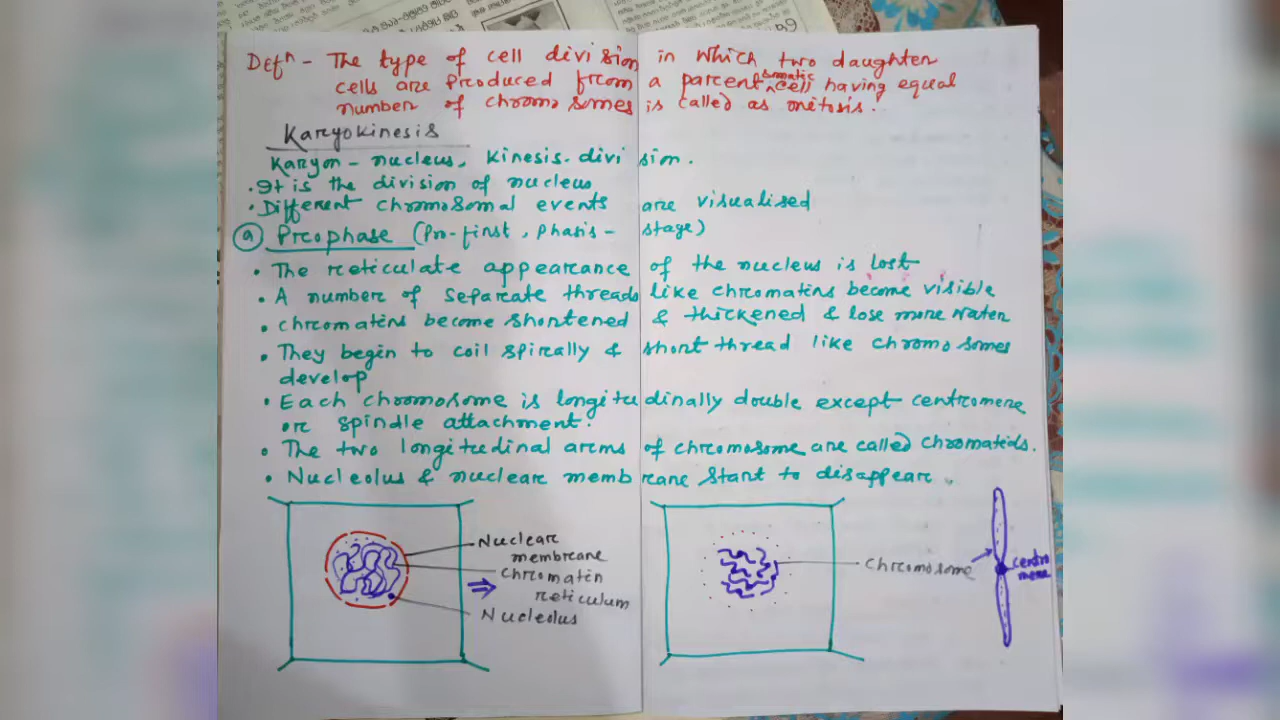 Defn - The type of cell division in which two daughter
cells are produced from a parent somatic cell having equal
number of chromosomes is called as mitosis.
Karyokinesis
Karyon - nucleus, kinesis - division.
• It is the division of nucleus
• Different chromosomal events are visualised
(a) Prophase (Pro-first, phasis - stage)
• The reticulate appearance of the nucleus is lost
• A number of separate threads like chromatins become visible
• chromatins become shortened & thickened & lose more water
• They begin to coil spirally & short thread like chromosomes
develop
• Each chromosome is longitudinally double except centromere
or spindle attachment.
• The two longitudinal arms of chromosome are called chromatids.
• Nucleolus & nuclear membrane start to disappear.
Nuclear
membrane
chromatin
reticulum
Nucleolus
chromosome
centro
mere